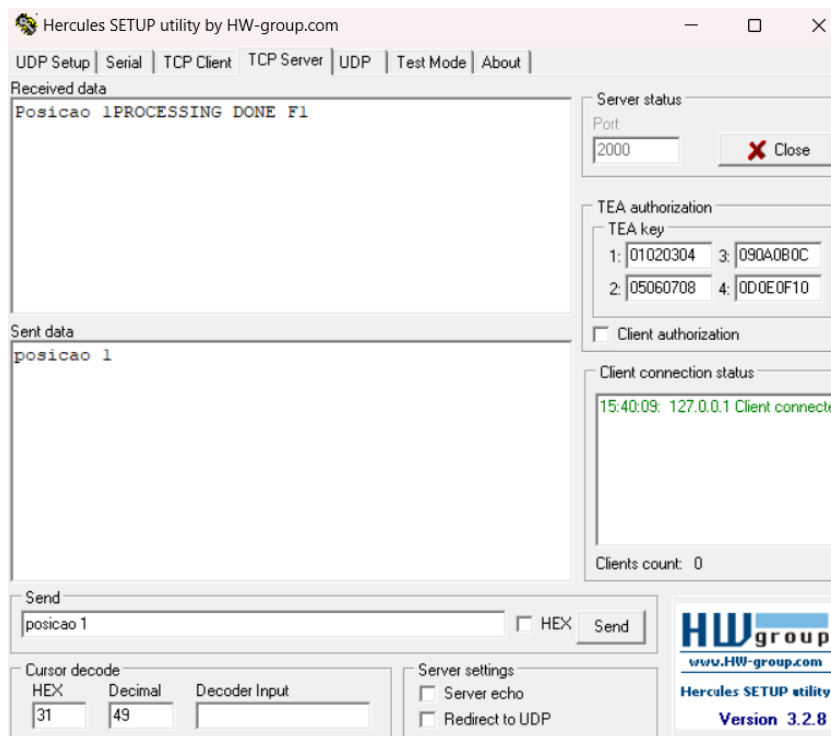 Hercules SETUP utility by HW-group.com
UDP Setup Serial TCP Client TCP Server UDP Test Mode About
Received data
Posicao 1PROCESSING DONE F1
Server status
Port
2000
Close
TEA authorization
TEA key
1: 01020304 3: 090A0B0C
2: 05060708 4: 0D0E0F10
Client authorization
Sent data
posicao 1
Client connection status
15:40:09: 127.0.0.1 Client connecte
Clients count: 0
Send
posicao 1
HEX
Send
Cursor decode
HEX Decimal Decoder Input
31 49
Server settings
Server echo
Redirect to UDP
HW group
www.HW-group.com
Hercules SETUP utility
Version 3.2.8